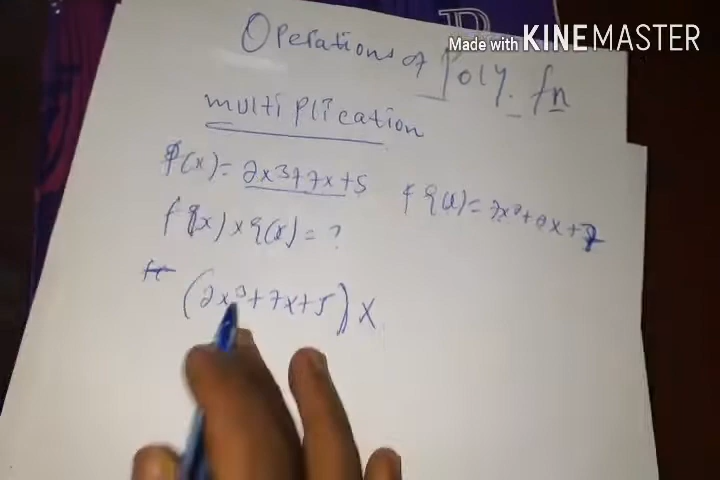 Made with KINEMASTER
Operations of Poly. fn
multiplication
P(x) = 2x³+7x+5
q(x) =
P(x) × q(x) = ?
(2x³+7x+5) ×